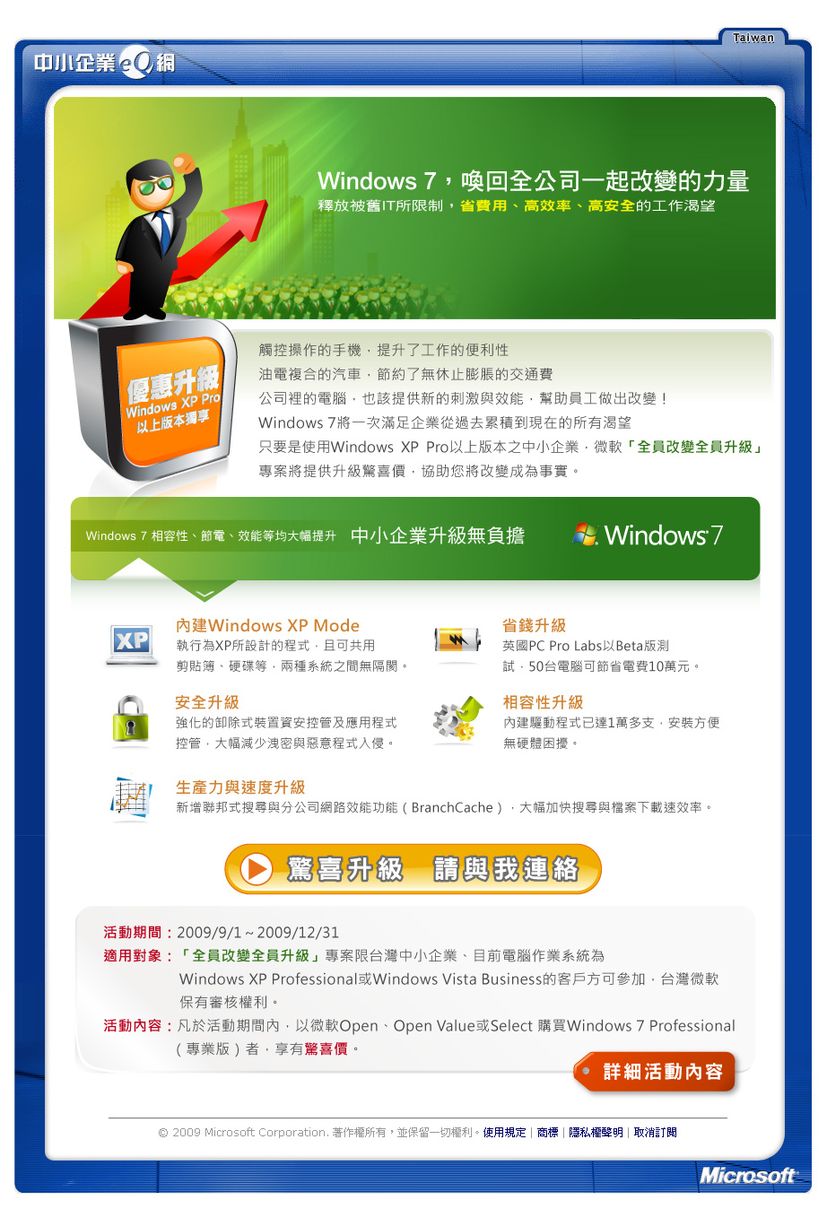 Taiwan
中小企業eQ網
Windows 7，喚回全公司一起改變的力量
釋放被舊IT所限制，省費用、高效率、高安全的工作渴望
優惠升級
Windows XP Pro
以上版本獨享
觸控操作的手機，提升了工作的便利性
油電複合的汽車，節約了無休止膨脹的交通費
公司裡的電腦，也該提供新的刺激與效能，幫助員工做出改變！
Windows 7將一次滿足企業從過去累積到現在的所有渴望
只要是使用Windows XP Pro以上版本之中小企業，微軟「全員改變全員升級」
專案將提供升級驚喜價，協助您將改變成為事實。
Windows 7 相容性、節電、效能等均大幅提升 中小企業升級無負擔 Windows 7
XP
內建Windows XP Mode
執行為XP所設計的程式，且可共用
剪貼簿、硬碟等，兩種系統之間無隔閡。
省錢升級
英國PC Pro Labs以Beta版測
試，50台電腦可節省電費10萬元。
安全升級
強化的卸除式裝置資安控管及應用程式
控管，大幅減少洩密與惡意程式入侵。
相容性升級
內建驅動程式已達1萬多支，安裝方便
無硬體困擾。
生產力與速度升級
新增聯邦式搜尋與分公司網路效能功能（BranchCache），大幅加快搜尋與檔案下載速效率。
驚喜升級 請與我連絡
活動期間：2009/9/1～2009/12/31
適用對象：「全員改變全員升級」專案限台灣中小企業、目前電腦作業系統為
Windows XP Professional或Windows Vista Business的客戶方可參加，台灣微軟
保有審核權利。
活動內容：凡於活動期間內，以微軟Open、Open Value或Select 購買Windows 7 Professional
（專業版）者，享有驚喜價。
詳細活動內容
© 2009 Microsoft Corporation. 著作權所有，並保留一切權利。使用規定｜商標｜隱私權聲明｜取消訂閱
Microsoft